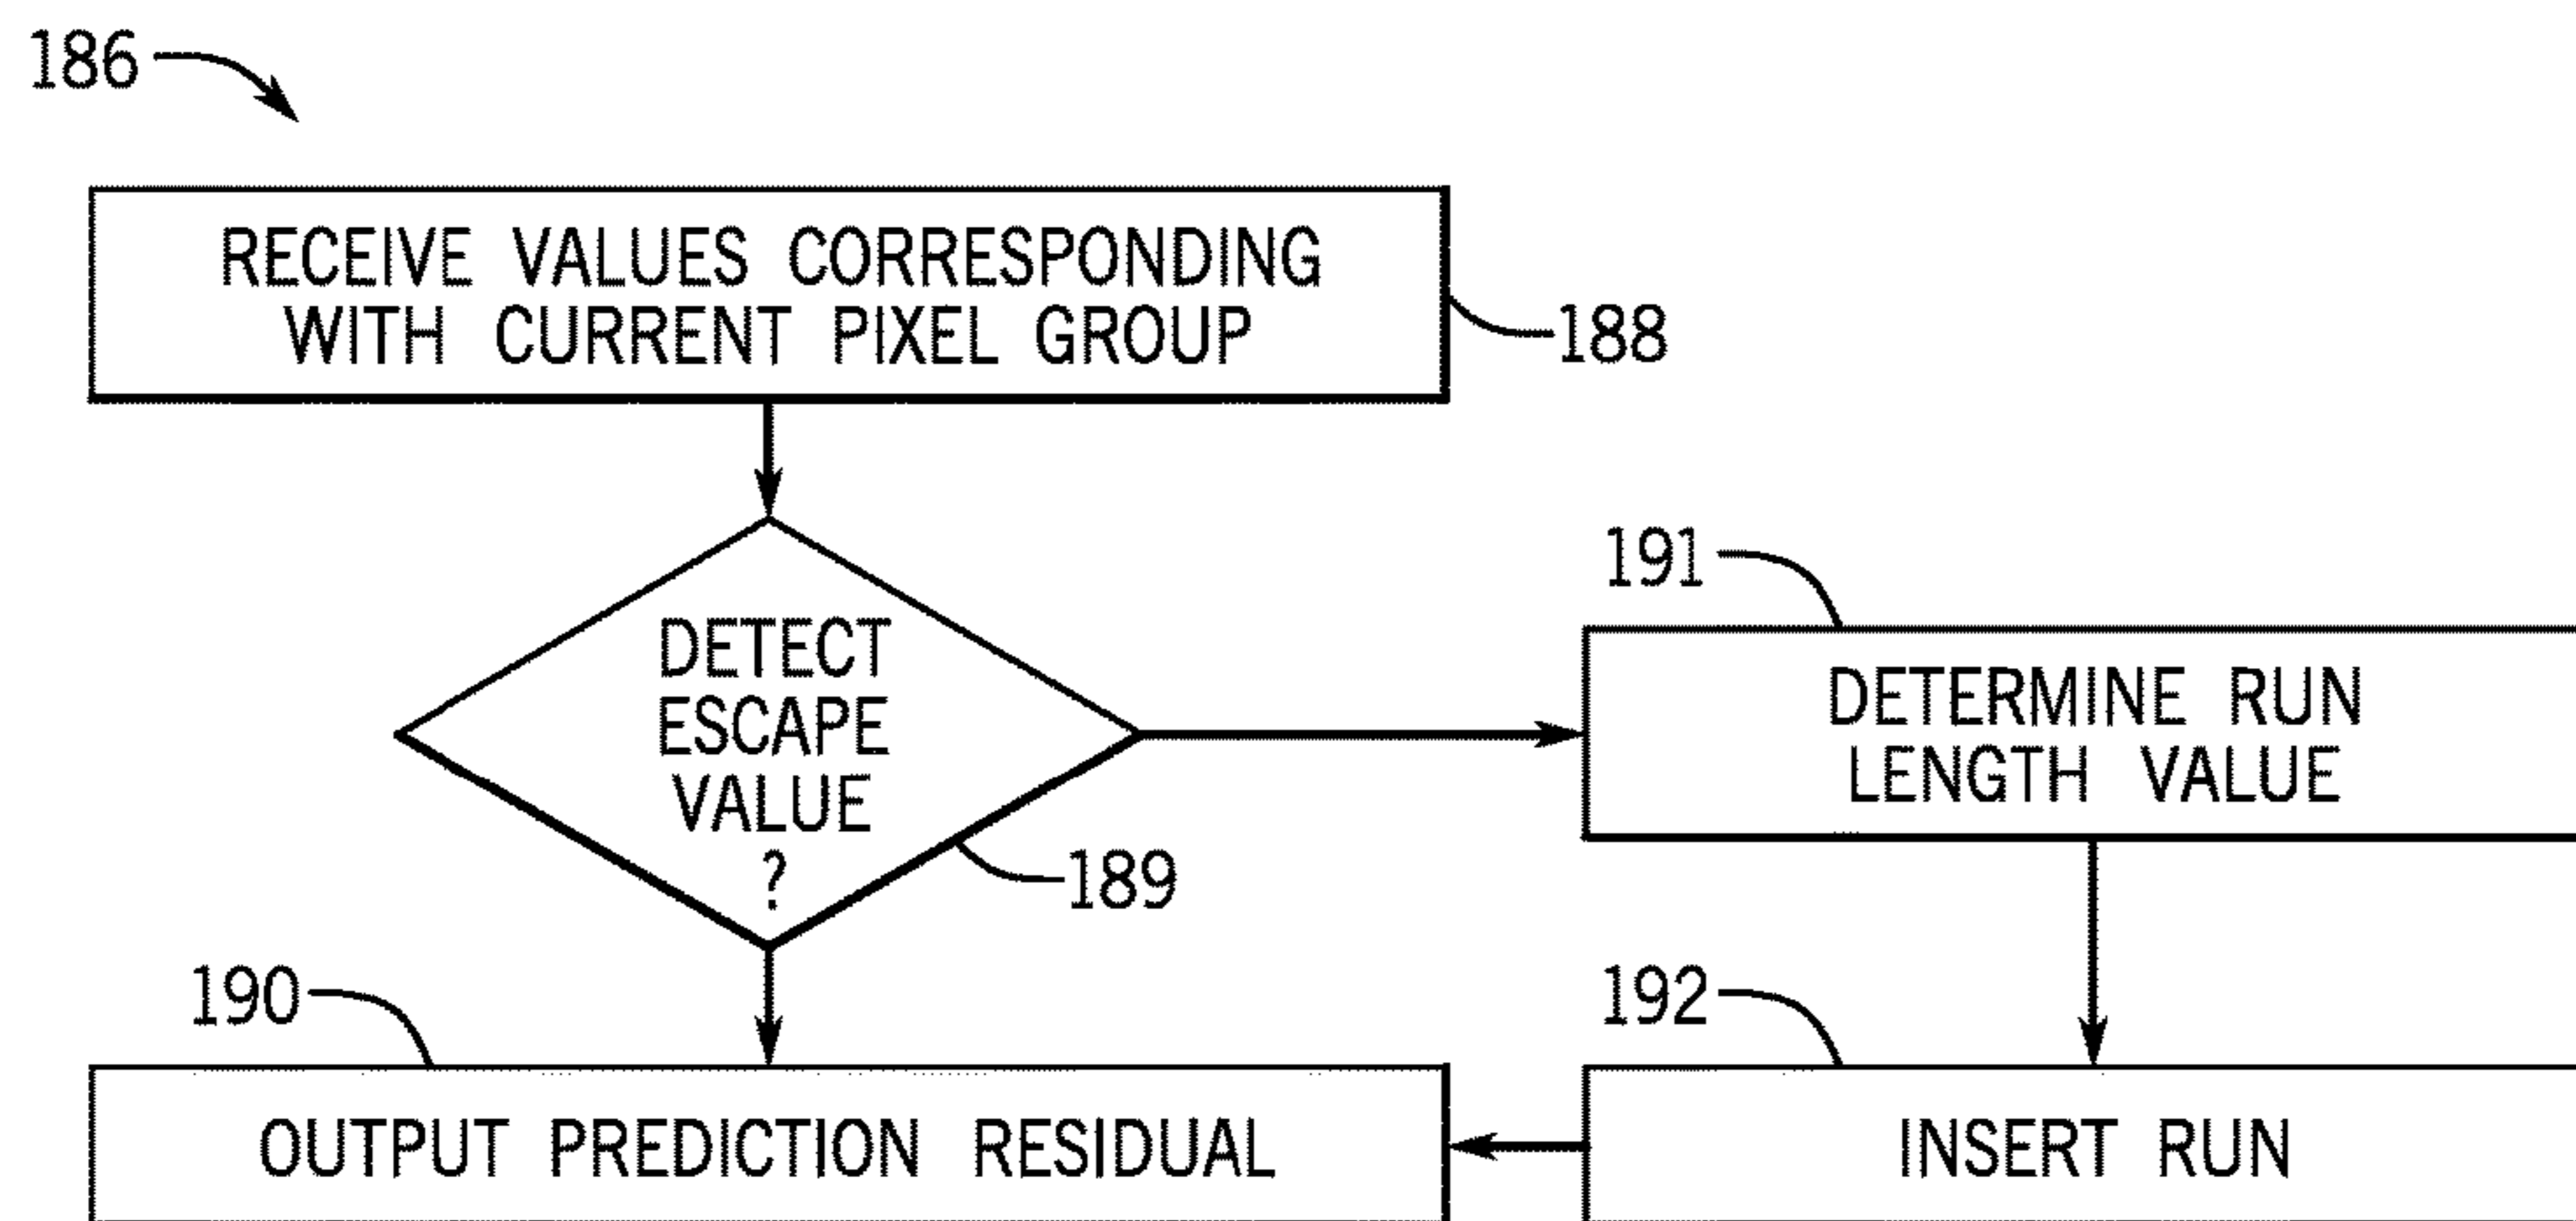 186
RECEIVE VALUES CORRESPONDING
WITH CURRENT PIXEL GROUP
188
DETECT
ESCAPE
VALUE
?
189
191
DETERMINE RUN
LENGTH VALUE
190
OUTPUT PREDICTION RESIDUAL
192
INSERT RUN